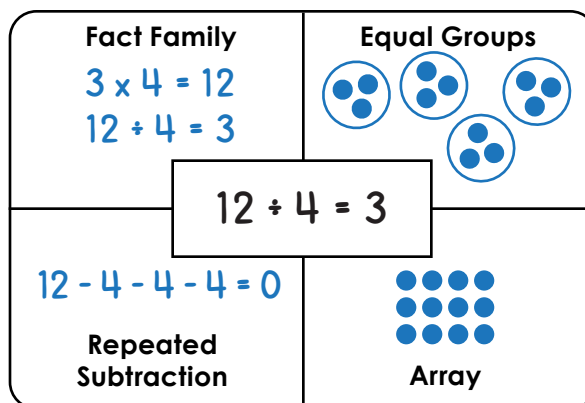 Fact Family
3 x 4 = 12
12 ÷ 4 = 3
Equal Groups
12 ÷ 4 = 3
12 - 4 - 4 - 4 = 0
Repeated
Subtraction
Array